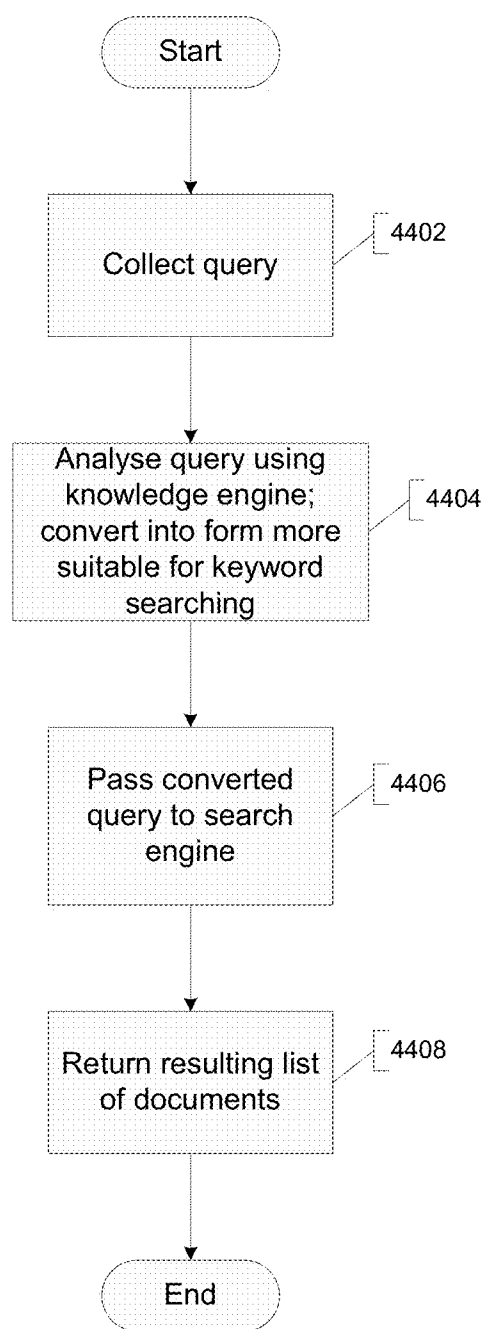 Start
Collect query
4402
Analyse query using
knowledge engine;
convert into form more
suitable for keyword
searching
4404
Pass converted
query to search
engine
4406
Return resulting list
of documents
4408
End